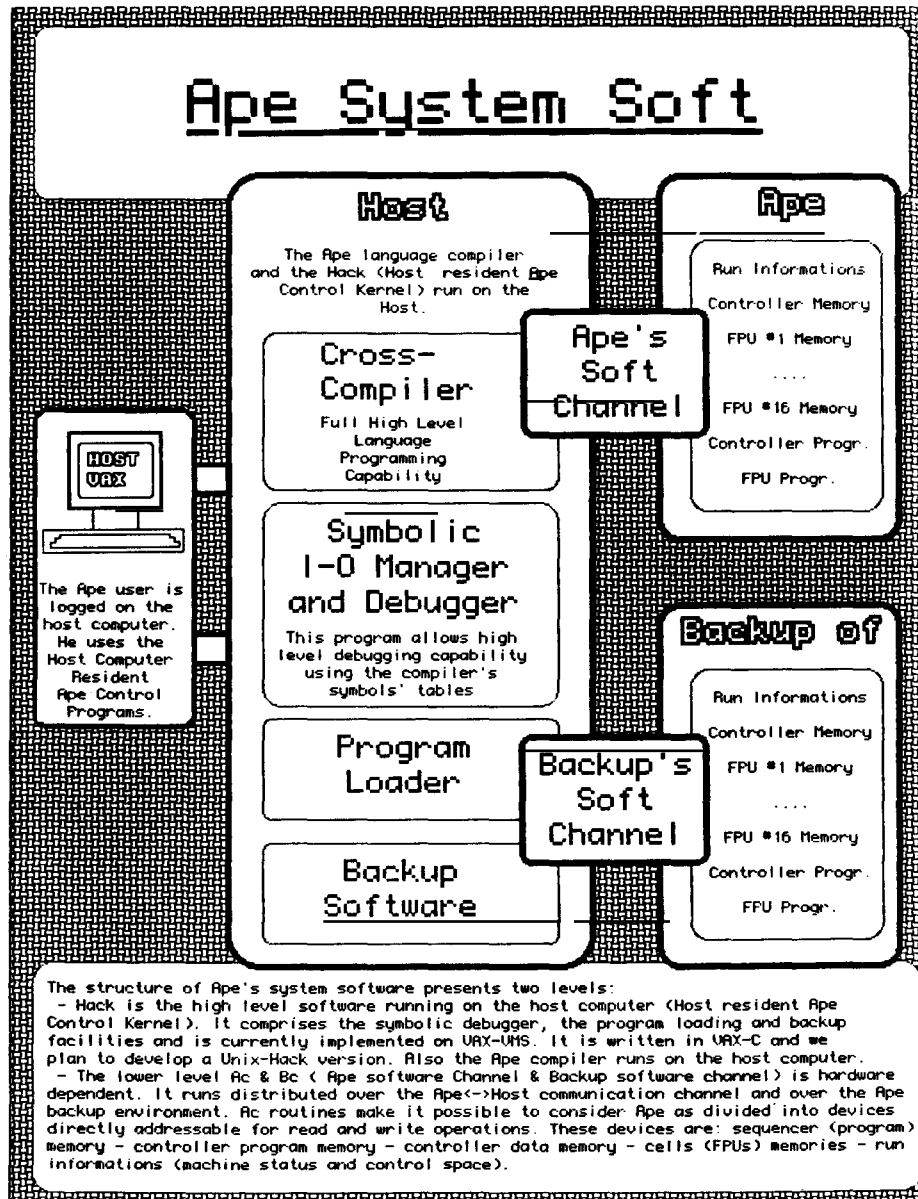 Ape System Soft
Host
The Ape language compiler
and the Hack (Host resident Ape
Control Kernel) run on the
Host.
Cross-
Compiler
Full High Level
Language
Programming
Capability
Symbolic
I-O Manager
and Debugger
This program allows high
level debugging capability
using the compiler's
symbols' tables
Program
Loader
Backup
Software
HOST
VAX
The Ape user is
logged on the
host computer.
He uses the
Host Computer
Resident
Ape Control
Programs.
Ape's
Soft
Channel
Backup's
Soft
Channel
Ape
Run Informations
Controller Memory
FPU #1 Memory
....
FPU #16 Memory
Controller Progr.
FPU Progr.
Backup of
Run Informations
Controller Memory
FPU #1 Memory
....
FPU #16 Memory
Controller Progr.
FPU Progr.
The structure of Ape's system software presents two levels:
- Hack is the high level software running on the host computer (Host resident Ape
Control Kernel). It comprises the symbolic debugger, the program loading and backup
facilities and is currently implemented on VAX-VMS. It is written in VAX-C and we
plan to develop a Unix-Hack version. Also the Ape compiler runs on the host computer.
- The lower level Ac & Bc ( Ape software Channel & Backup software channel) is hardware
dependent. It runs distributed over the Ape<->Host communication channel and over the Ape
backup environment. Ac routines make it possible to consider Ape as divided into devices
directly addressable for read and write operations. These devices are: sequencer (program)
memory - controller program memory - controller data memory - cells (FPUs) memories - run
informations (machine status and control space).